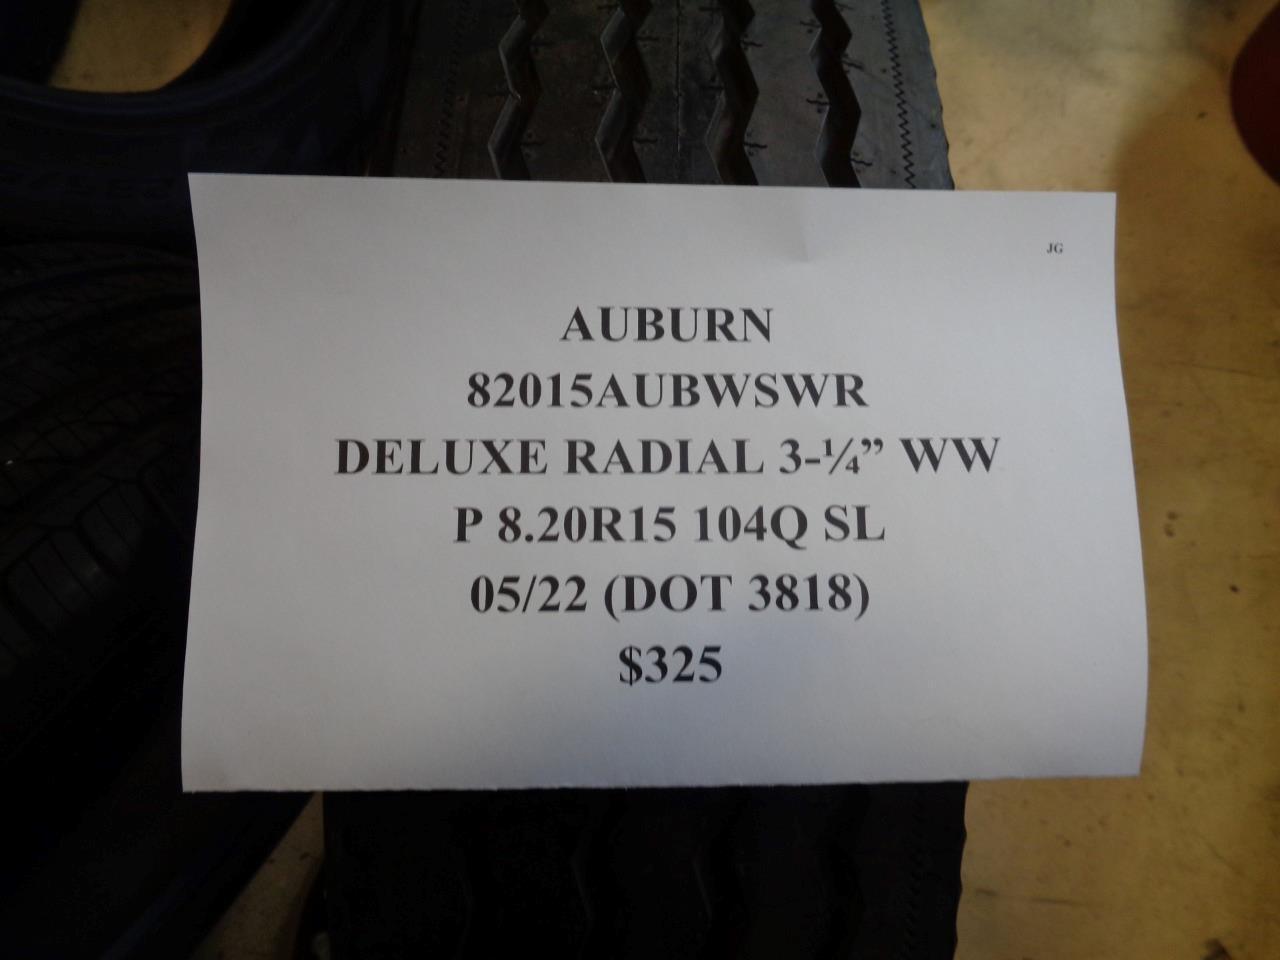 JG
AUBURN
82015AUBWSWR
DELUXE RADIAL 3-¼” WW
P 8.20R15 104Q SL
05/22 (DOT 3818)
$325